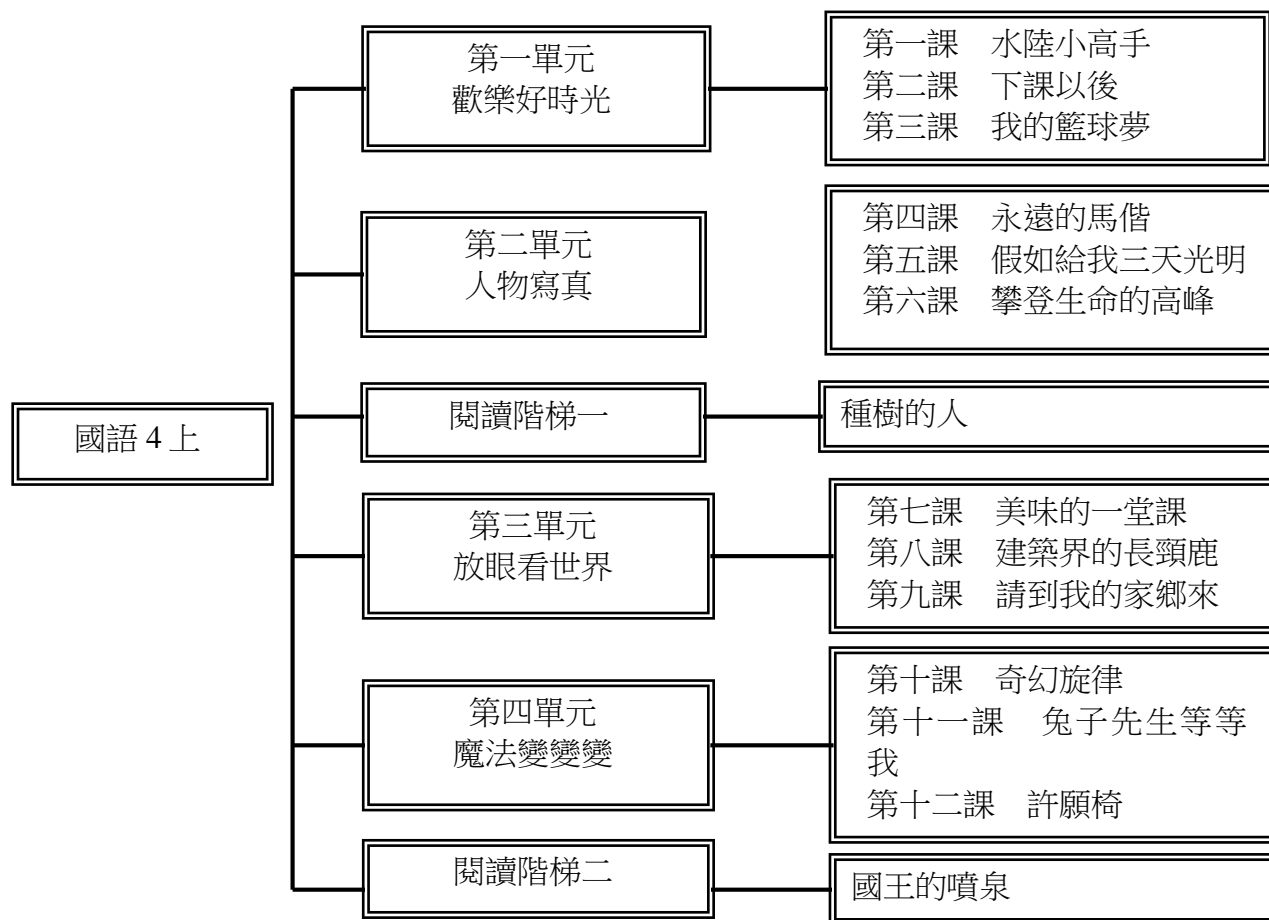 國語 4 上
第一單元
歡樂好時光
第一課　水陸小高手
第二課　下課以後
第三課　我的籃球夢
第二單元
人物寫真
第四課　永遠的馬偕
第五課　假如給我三天光明
第六課　攀登生命的高峰
閱讀階梯一
種樹的人
第三單元
放眼看世界
第七課　美味的一堂課
第八課　建築界的長頸鹿
第九課　請到我的家鄉來
第四單元
魔法變變變
第十課　奇幻旋律
第十一課　兔子先生等等
我
第十二課　許願椅
閱讀階梯二
國王的噴泉